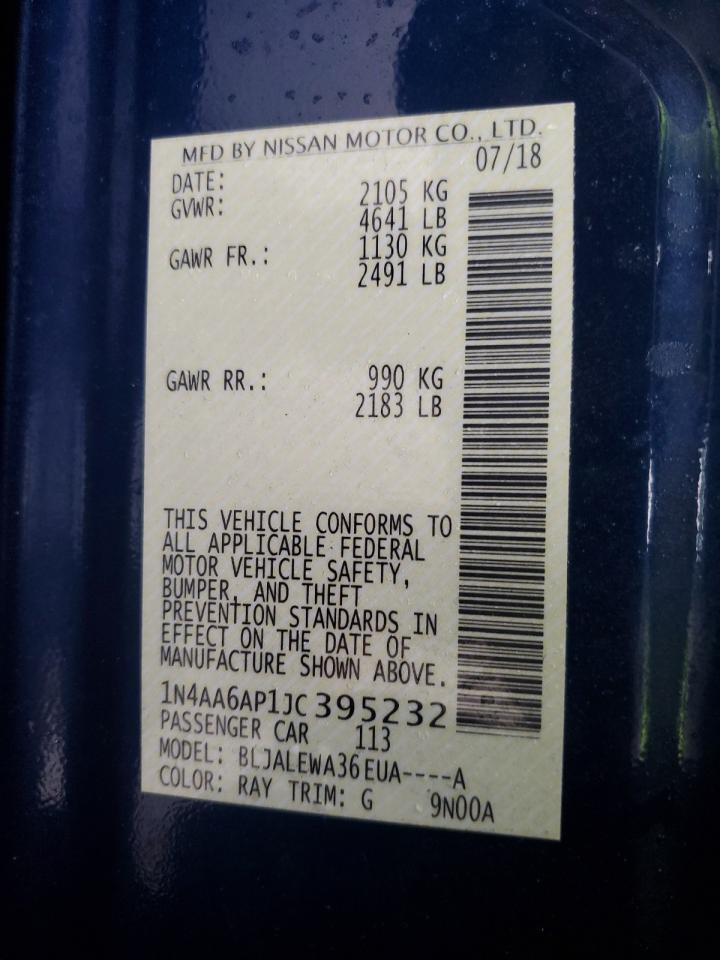 MFD BY NISSAN MOTOR CO., LTD.
DATE: 07/18
GVWR: 2105 KG
4641 LB
GAWR FR.: 1130 KG
2491 LB
GAWR RR.: 990 KG
2183 LB
THIS VEHICLE CONFORMS TO
ALL APPLICABLE FEDERAL
MOTOR VEHICLE SAFETY,
BUMPER, AND THEFT
PREVENTION STANDARDS IN
EFFECT ON THE DATE OF
MANUFACTURE SHOWN ABOVE.
1N4AA6AP1JC395232
PASSENGER CAR 113
MODEL: BLJALEWA36EUA----A
COLOR: RAY TRIM: G 9N00A